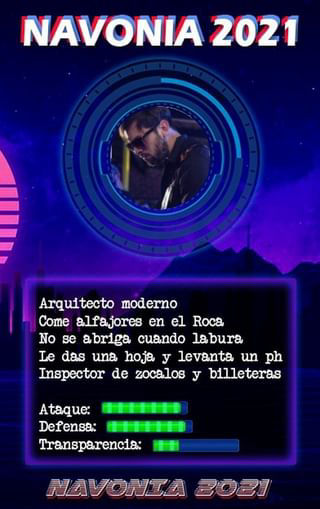 NAVONIA 2021
Arquitecto moderno
Come alfajores en el Roca
No se abriga cuando labura
Le das una hoja y levanta un ph
Inspector de zocalos y billeteras
Ataque:
Defensa:
Transparencia:
NAVONIA 2021